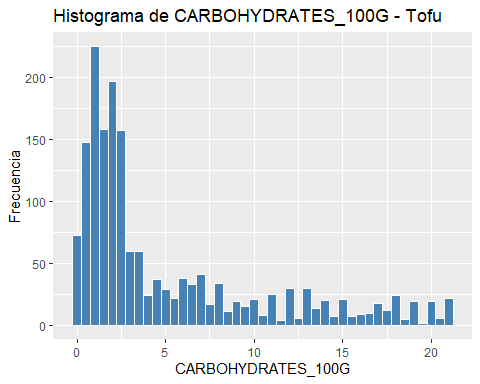 Histograma de CARBOHYDRATES_100G - Tofu
Frecuencia
200
150
100
50
0
0 5 10 15 20
CARBOHYDRATES_100G